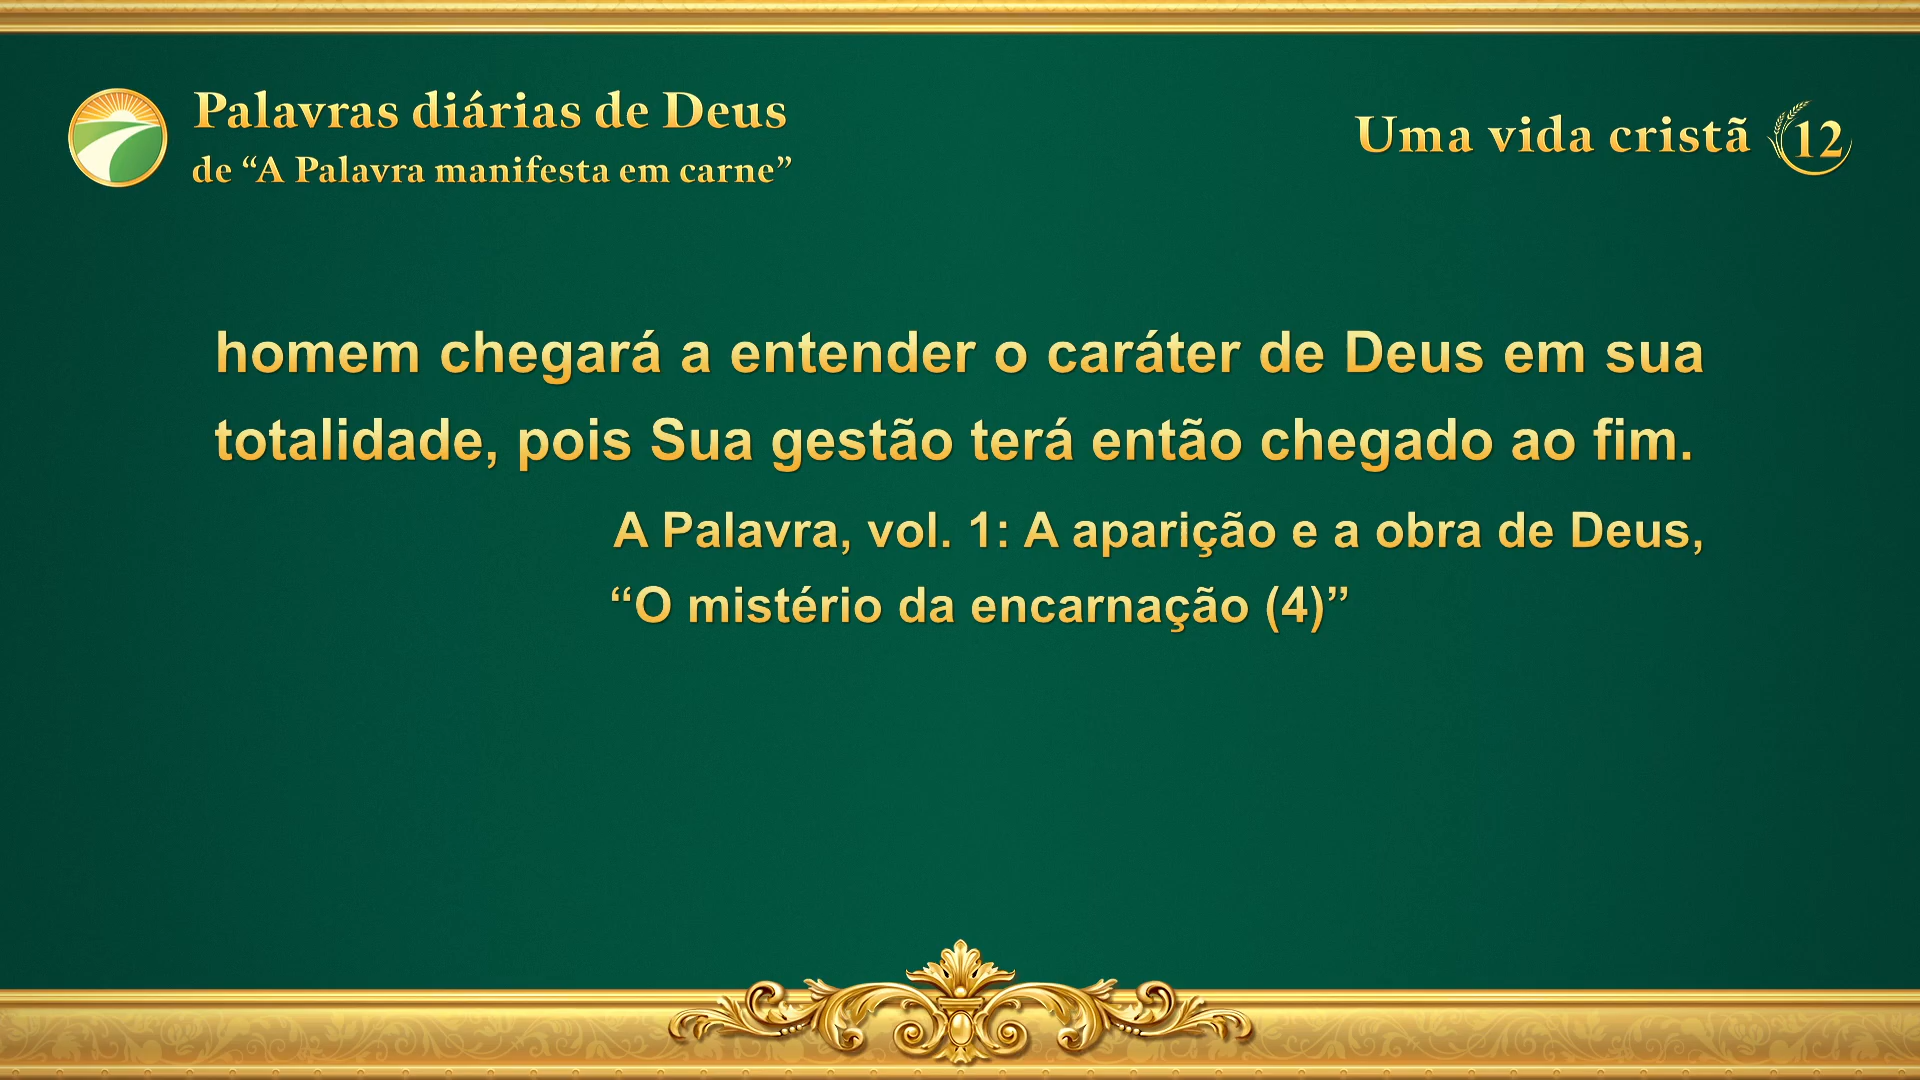 Palavras diárias de Deus
de “A Palavra manifesta em carne”
Uma vida cristã 12
homem chegará a entender o caráter de Deus em sua
totalidade, pois Sua gestão terá então chegado ao fim.
A Palavra, vol. 1: A aparição e a obra de Deus,
“O mistério da encarnação (4)”